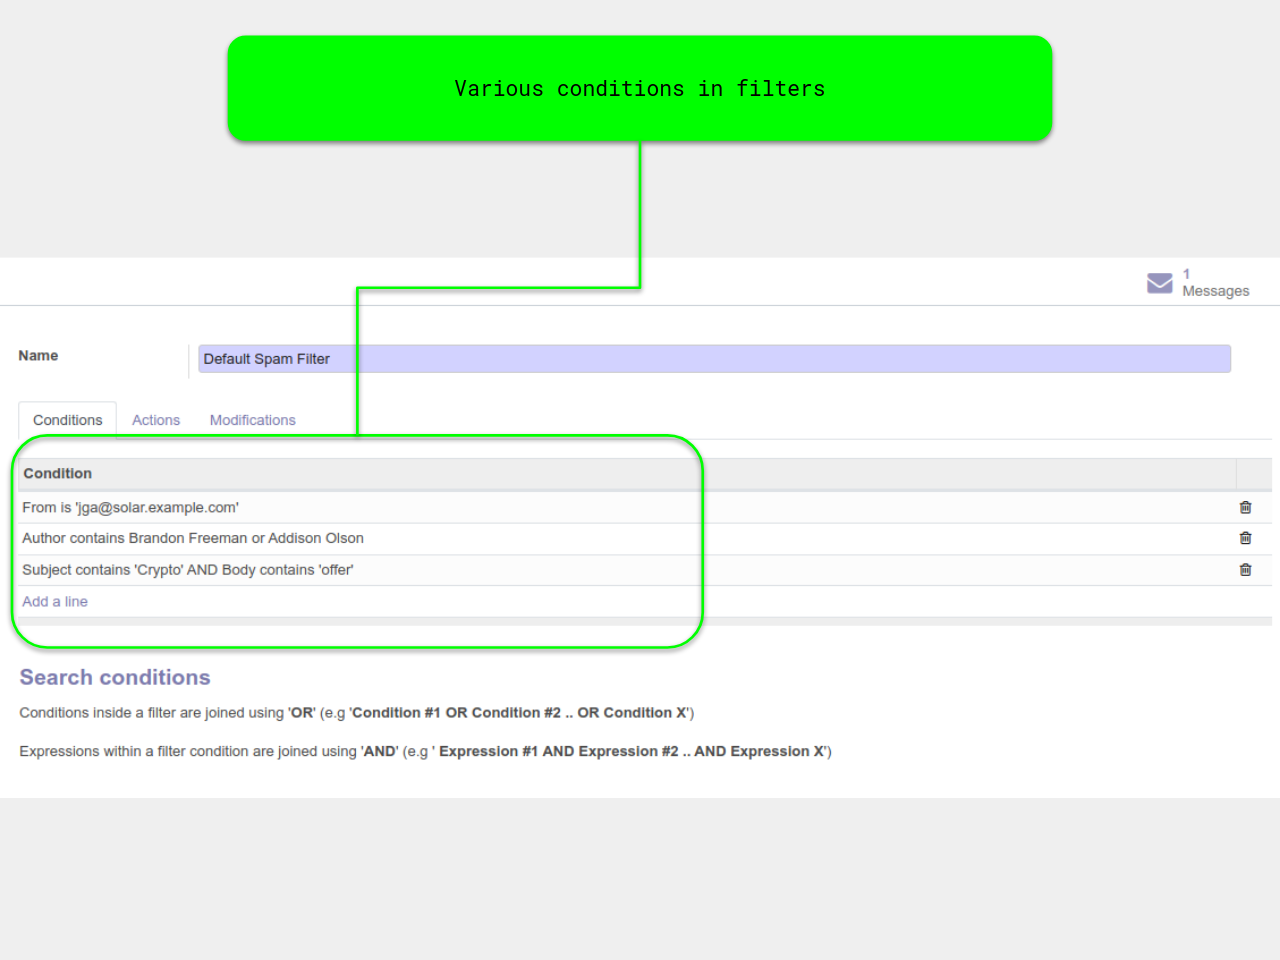 Various conditions in filters
1
Messages
Name
Default Spam Filter
Conditions Actions Modifications
Condition
From is 'jga@solar.example.com'
Author contains Brandon Freeman or Addison Olson
Subject contains 'Crypto' AND Body contains 'offer'
Add a line
Search conditions
Conditions inside a filter are joined using 'OR' (e.g 'Condition #1 OR Condition #2 .. OR Condition X')
Expressions within a filter condition are joined using 'AND' (e.g ' Expression #1 AND Expression #2 .. AND Expression X')